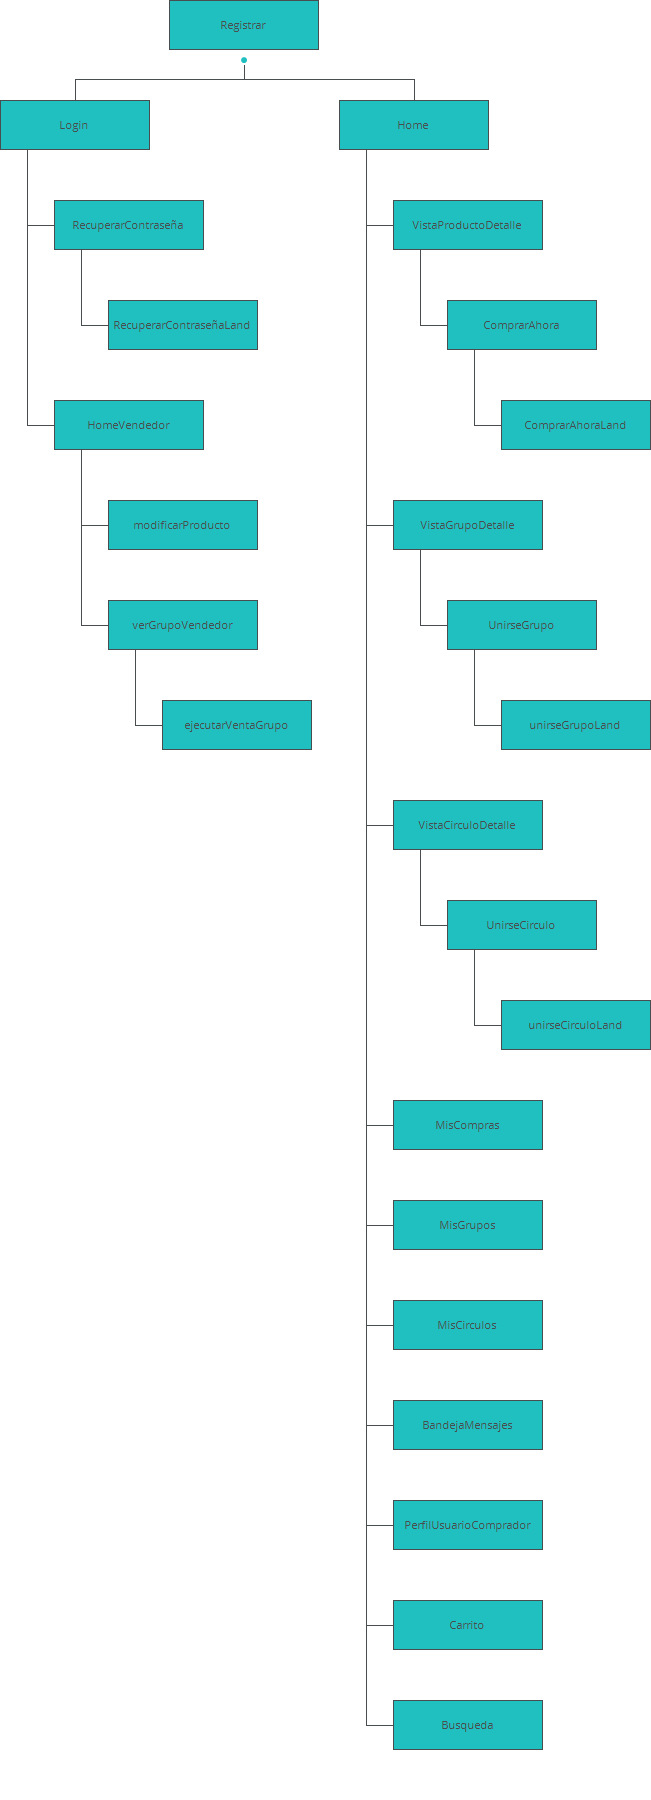 Registrar
Login
Home
RecuperarContraseña
VistaProductoDetalle
RecuperarContraseñaLand
ComprarAhora
HomeVendedor
ComprarAhoraLand
modificarProducto
VistaGrupoDetalle
verGrupoVendedor
UnirseGrupo
ejecutarVentaGrupo
unirseGrupoLand
VistaCirculoDetalle
UnirseCirculo
unirseCirculoLand
MisCompras
MisGrupos
MisCirculos
BandejaMensajes
PerfilUsuarioComprador
Carrito
Busqueda